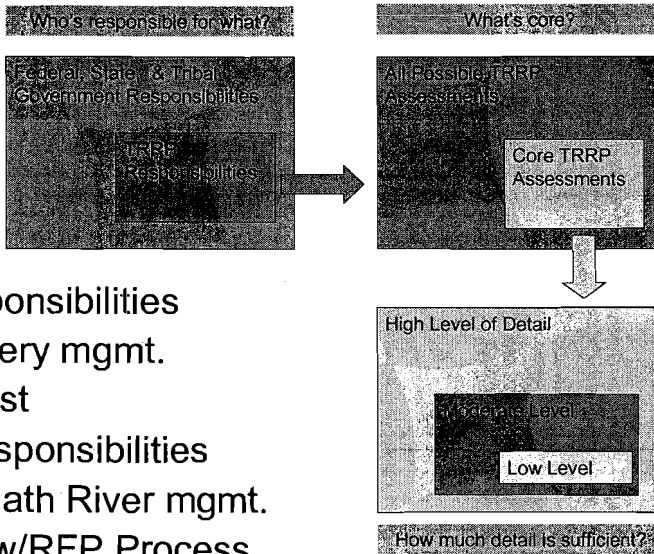 Who's responsible for what?
What's core?
Federal, State, & Tribal
Government Responsibilities
TRRP
Responsibilities
All Possible TRRP
Assessments
Core TRRP
Assessments
ponsibilities
ery mgmt.
st
sponsibilities
ath River mgmt.
w/RFP Process
High Level of Detail
Moderate Level
Low Level
How much detail is sufficient?